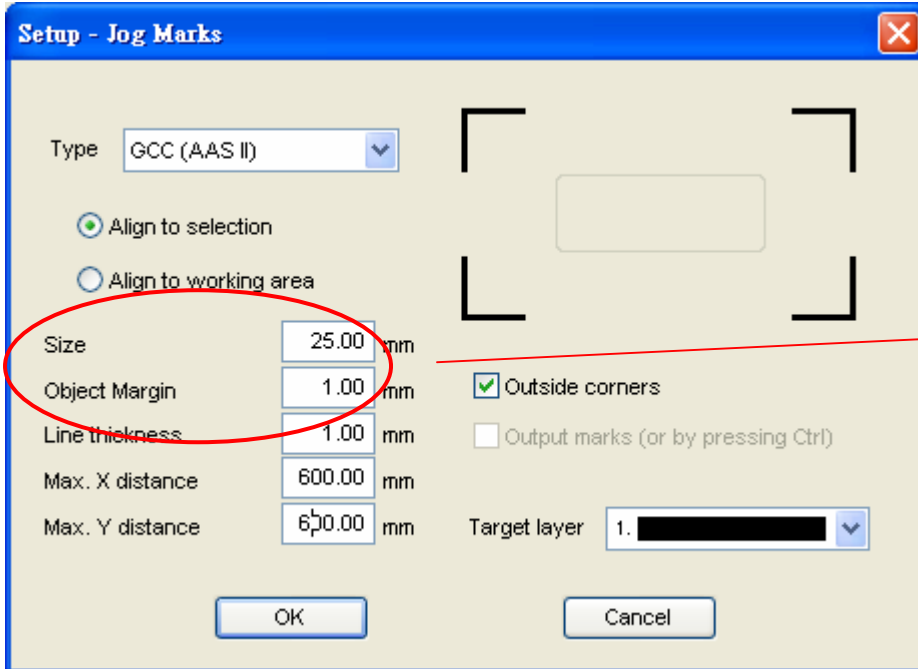 Setup - Jog Marks
Type GCC (AAS II)
Align to selection
Align to working area
Size 25.00 mm
Object Margin 1.00 mm
Outside corners
Line thickness 1.00 mm
Output marks (or by pressing Ctrl)
Max. X distance 600.00 mm
Max. Y distance 600.00 mm
Target layer 1.
OK
Cancel